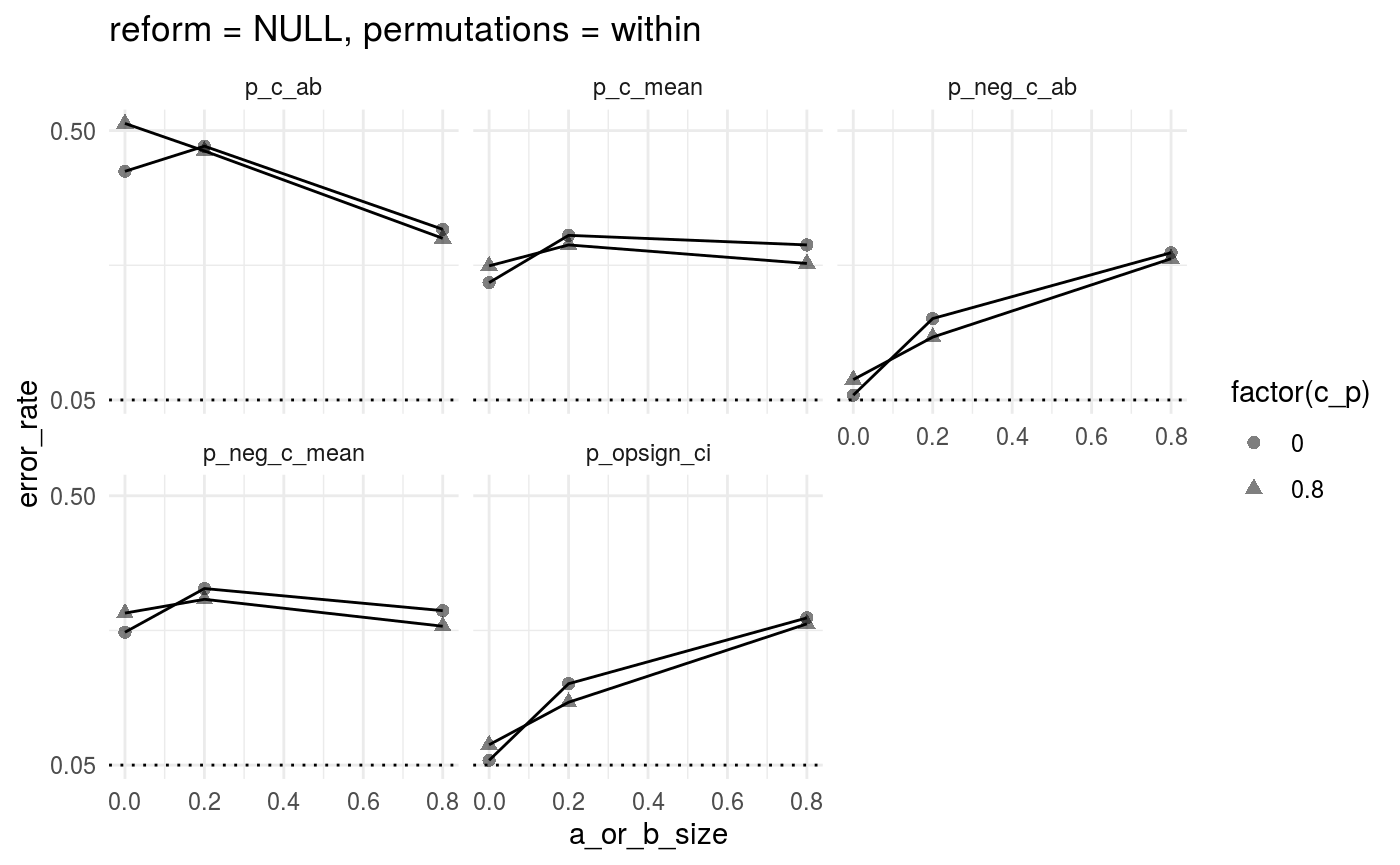 reform = NULL, permutations = within
p_c_ab
p_c_mean
p_neg_c_ab
0.50
0.05
0.0 0.2 0.4 0.6 0.8
p_neg_c_mean
p_opsign_ci
0.50
0.05
0.0 0.2 0.4 0.6 0.8
0.0 0.2 0.4 0.6 0.8
error_rate
a_or_b_size
factor(c_p)
0
0.8